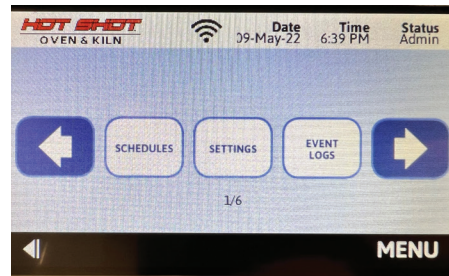 HOT SHOT
OVEN & KILN
Date
09-May-22
Time
6:39 PM
Status
Admin
SCHEDULES
SETTINGS
EVENT
LOGS
1/6
MENU